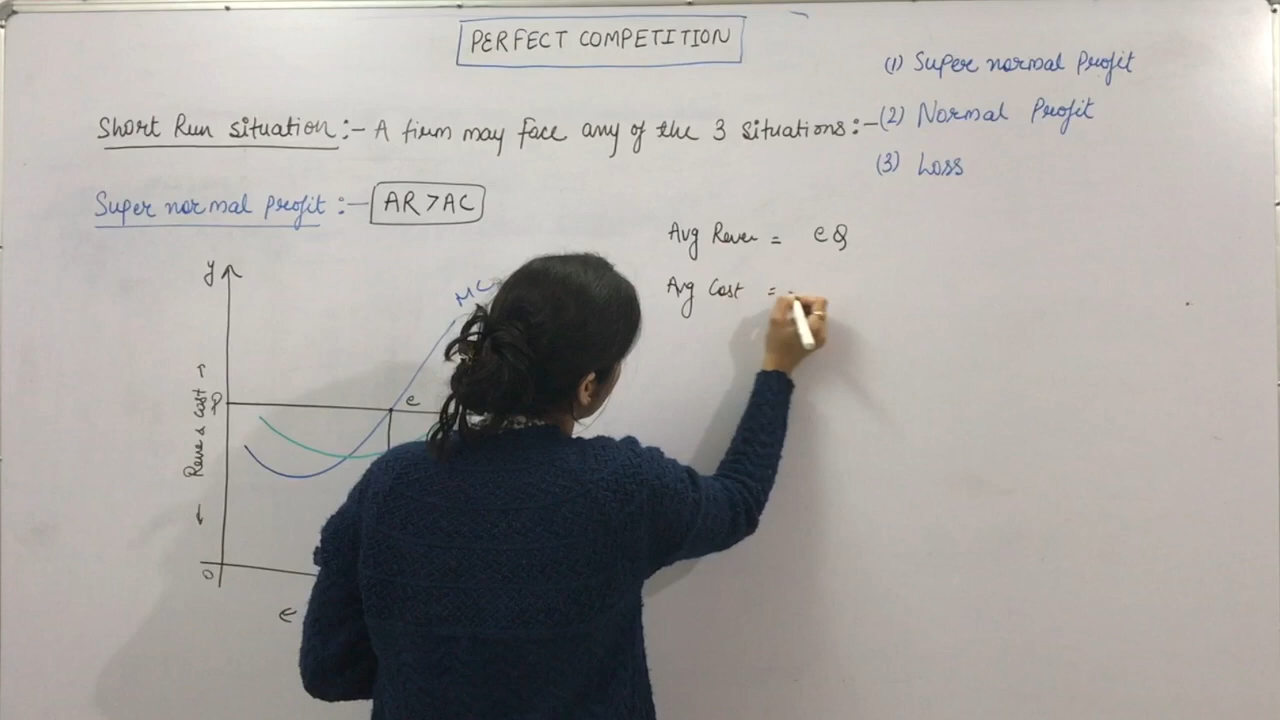 PERFECT COMPETITION
(1) Super normal Profit
Short Run situation :- A firm may face any of the 3 situations :- (2) Normal Profit
(3) Loss
Super normal profit :- AR > AC
Avg Reven = eQ
Avg Cost =
y
MC
P
e
← Reve & Cost →
O
←